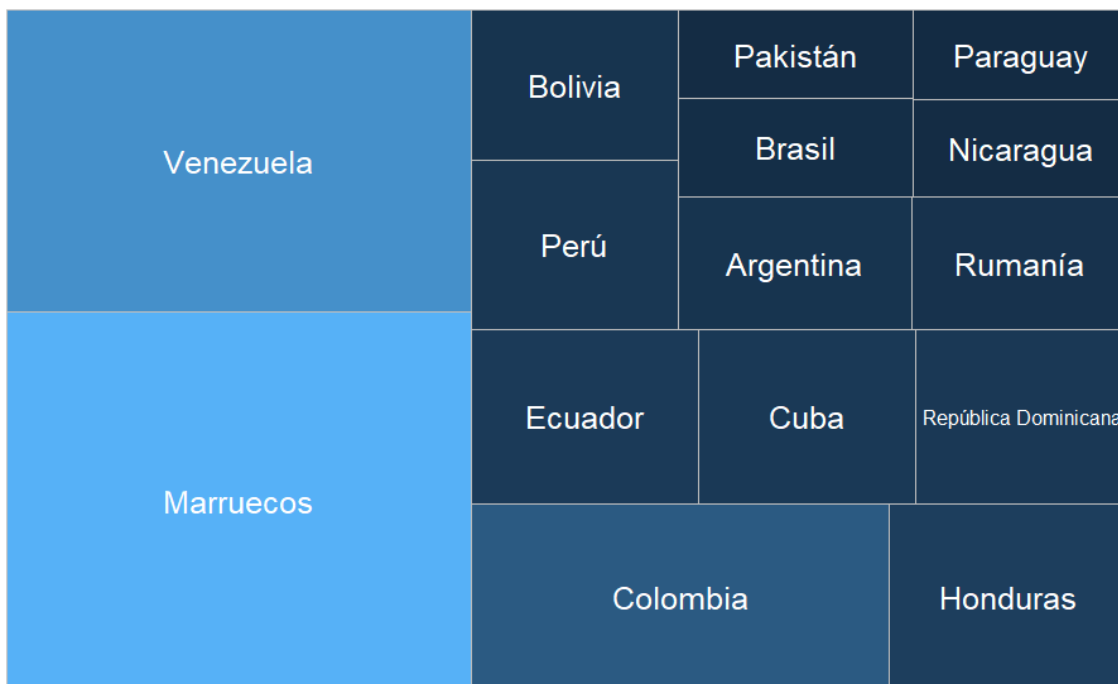 Venezuela
Marruecos
Bolivia
Perú
Pakistán
Paraguay
Brasil
Nicaragua
Argentina
Rumanía
Ecuador
Cuba
República Dominicana
Colombia
Honduras